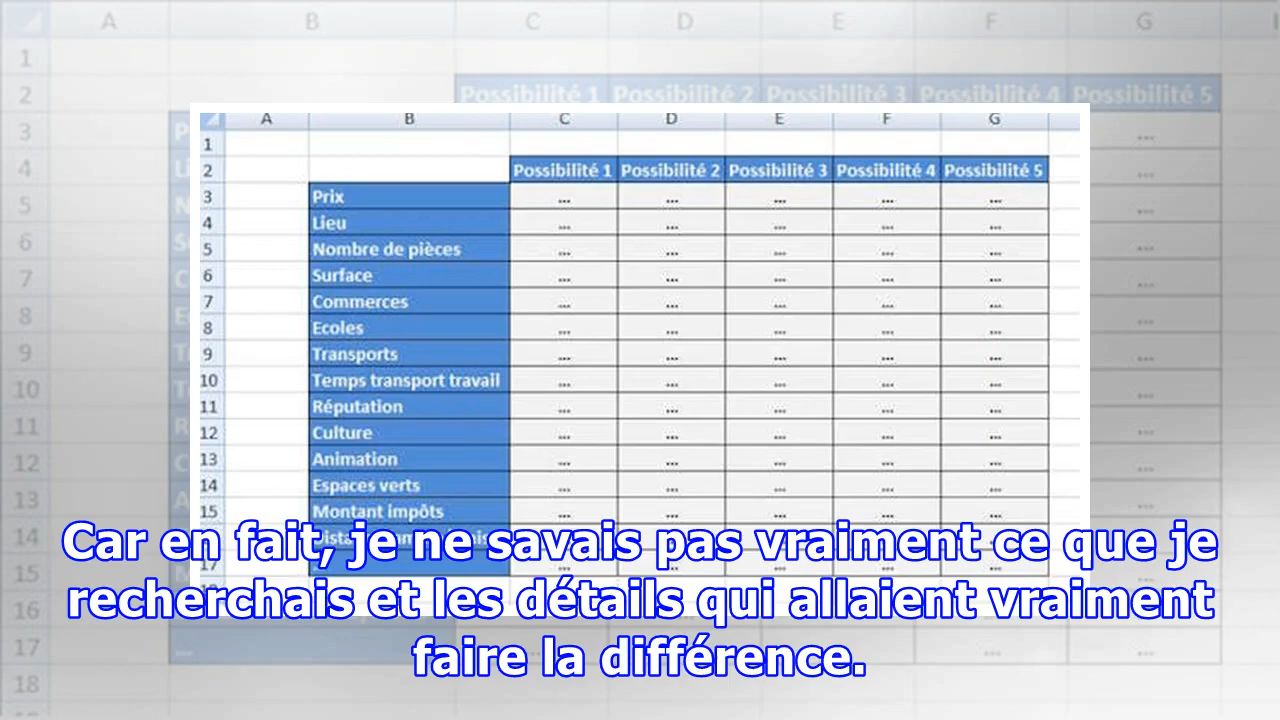 A B C D E F G
1
2 Possibilité 1 Possibilité 2 Possibilité 3 Possibilité 4 Possibilité 5
3 Prix ... ... ... ... ...
4 Lieu ... ... ... ... ...
5 Nombre de pièces ... ... ... ... ...
6 Surface ... ... ... ... ...
7 Commerces ... ... ... ... ...
8 Ecoles ... ... ... ... ...
9 Transports ... ... ... ... ...
10 Temps transport travail ... ... ... ... ...
11 Réputation ... ... ... ... ...
12 Culture ... ... ... ... ...
13 Animation ... ... ... ... ...
14 Espaces verts ... ... ... ... ...
15 Montant impôts ... ... ... ... ...
17
Car en fait, je ne savais pas vraiment ce que je
recherchais et les détails qui allaient vraiment
faire la différence.